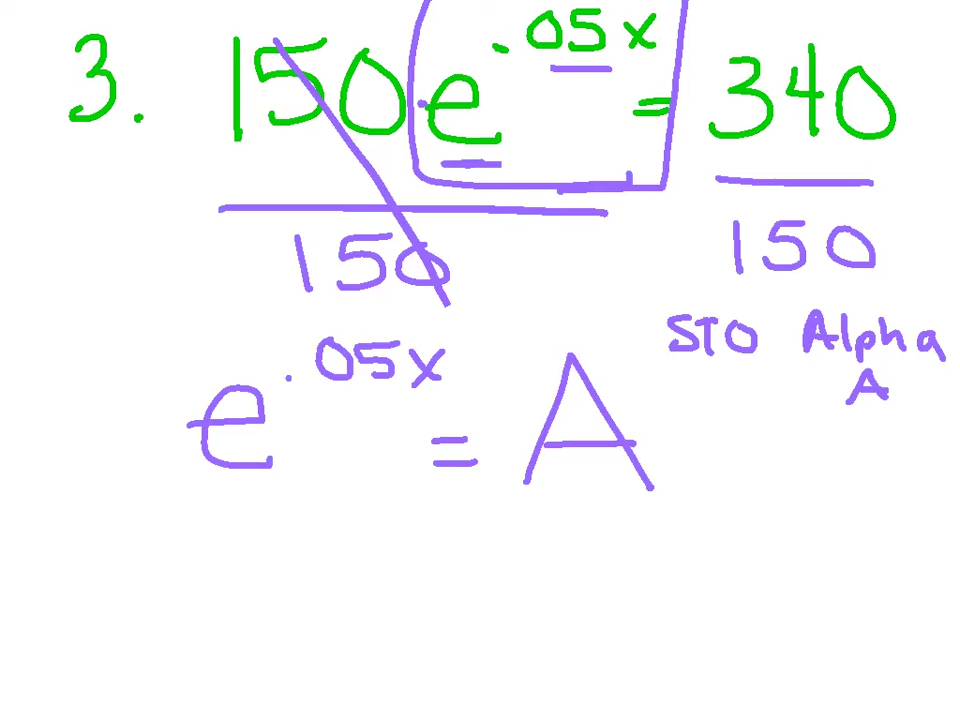 3. 150e^.05x = 340
150 150
STO Alpha A
e^.05x = A